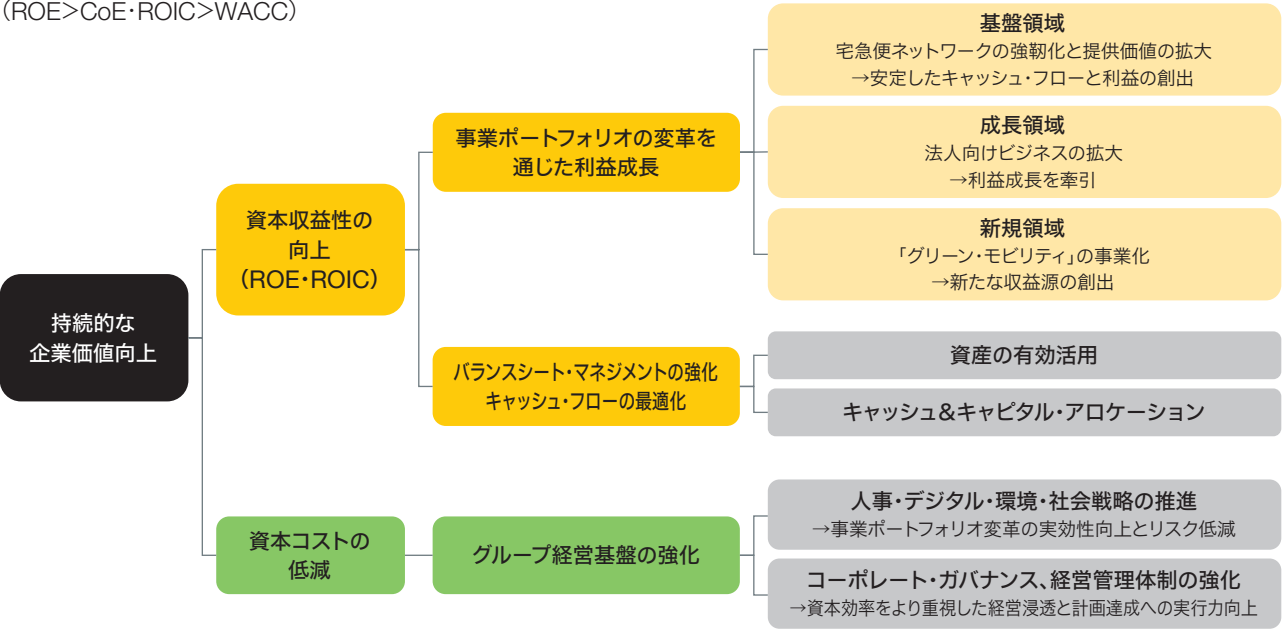 (ROE>CoE・ROIC>WACC)
持続的な
企業価値向上
資本収益性の
向上
(ROE・ROIC)
事業ポートフォリオの変革を
通じた利益成長
基盤領域
宅急便ネットワークの強靭化と提供価値の拡大
→安定したキャッシュ・フローと利益の創出
成長領域
法人向けビジネスの拡大
→利益成長を牽引
新規領域
「グリーン・モビリティ」の事業化
→新たな収益源の創出
バランスシート・マネジメントの強化
キャッシュ・フローの最適化
資産の有効活用
キャッシュ&キャピタル・アロケーション
資本コストの
低減
グループ経営基盤の強化
人事・デジタル・環境・社会戦略の推進
→事業ポートフォリオ変革の実効性向上とリスク低減
コーポレート・ガバナンス、経営管理体制の強化
→資本効率をより重視した経営浸透と計画達成への実行力向上